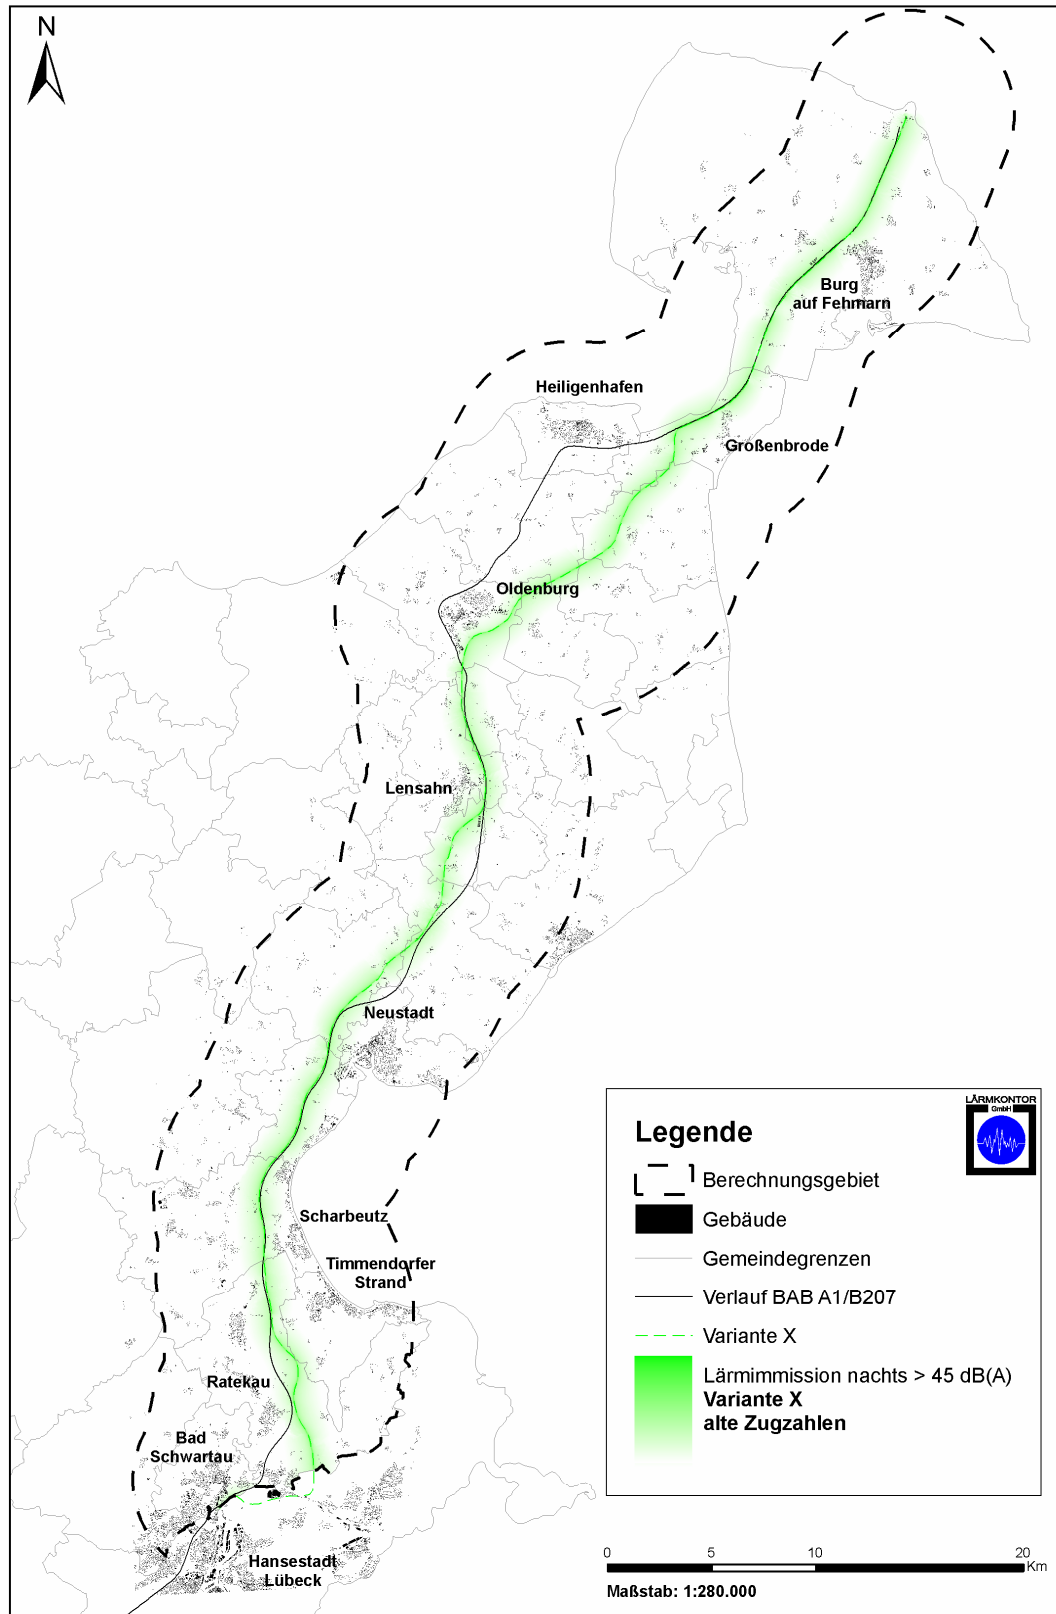 N
Burg
auf Fehmarn
Heiligenhafen
Großenbrode
Oldenburg
Lensahn
Neustadt
Scharbeutz
Timmendorfer
Strand
Ratekau
Bad
Schwartau
Hansestadt
Lübeck
LÄRMKONTOR
GmbH
Legende
Berechnungsgebiet
Gebäude
Gemeindegrenzen
Verlauf BAB A1/B207
Variante X
Lärmimmission nachts > 45 dB(A)
Variante X
alte Zugzahlen
0 5 10 20
Km
Maßstab: 1:280.000